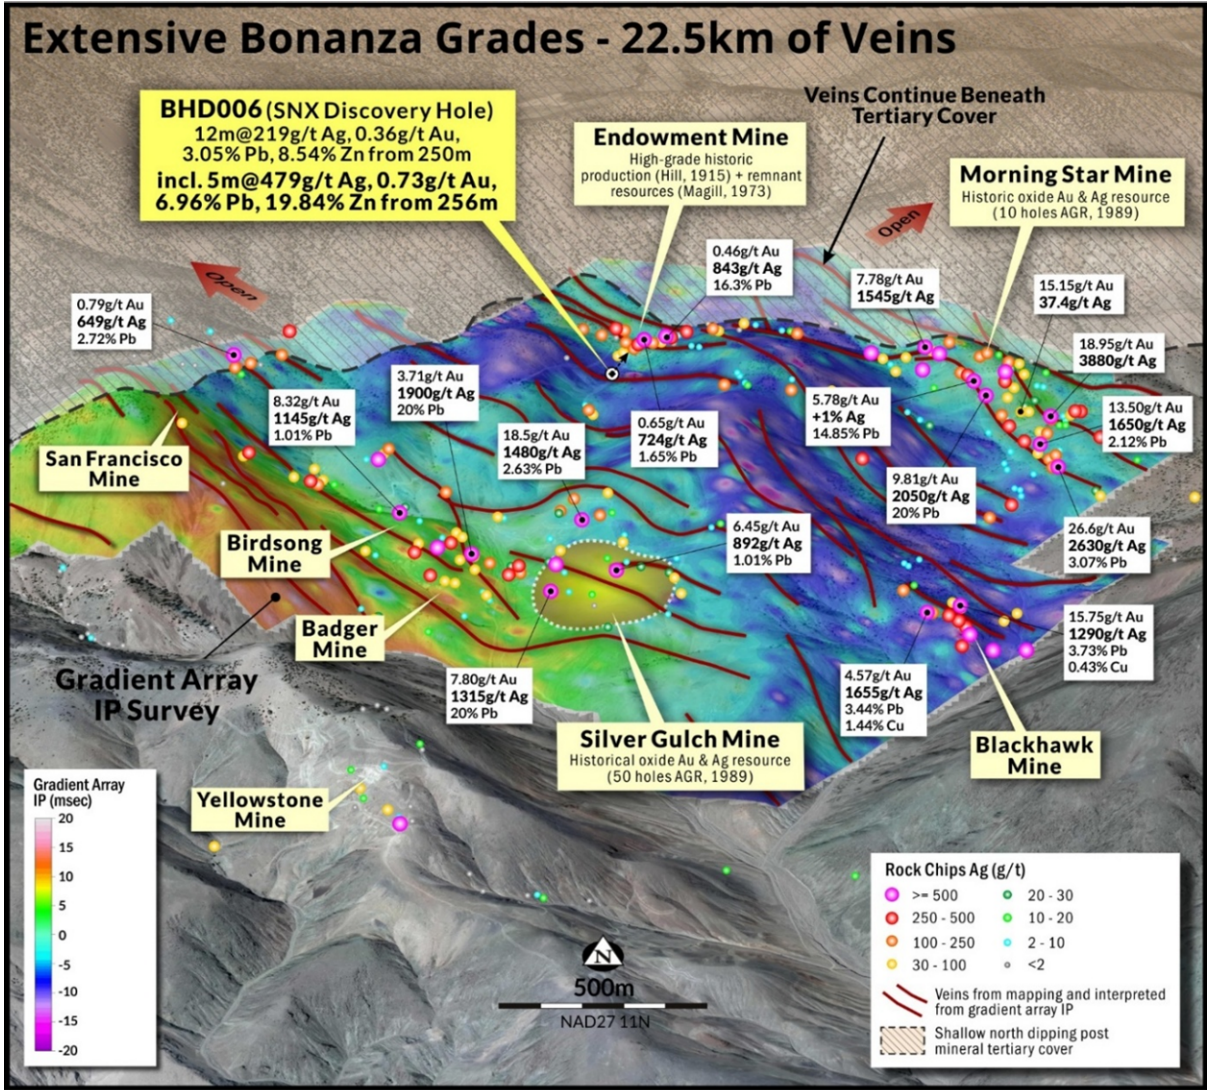 Extensive Bonanza Grades - 22.5km of Veins
BHD006 (SNX Discovery Hole)
12m@219g/t Ag, 0.36g/t Au,
3.05% Pb, 8.54% Zn from 250m
incl. 5m@479g/t Ag, 0.73g/t Au,
6.96% Pb, 19.84% Zn from 256m
Endowment Mine
High-grade historic
production (Hill, 1915) + remnant
resources (Magill, 1973)
Veins Continue Beneath
Tertiary Cover
Morning Star Mine
Historic oxide Au & Ag resource
(10 holes AGR, 1989)
Open
Open
0.46g/t Au
843g/t Ag
16.3% Pb
7.78g/t Au
1545g/t Ag
15.15g/t Au
37.4g/t Ag
0.79g/t Au
649g/t Ag
2.72% Pb
18.95g/t Au
3880g/t Ag
3.71g/t Au
1900g/t Ag
20% Pb
8.32g/t Au
1145g/t Ag
1.01% Pb
5.78g/t Au
+1% Ag
14.85% Pb
13.50g/t Au
1650g/t Ag
2.12% Pb
0.65g/t Au
724g/t Ag
1.65% Pb
18.5g/t Au
1480g/t Ag
2.63% Pb
San Francisco
Mine
9.81g/t Au
2050g/t Ag
20% Pb
26.6g/t Au
2630g/t Ag
3.07% Pb
6.45g/t Au
892g/t Ag
1.01% Pb
Birdsong
Mine
Badger
Mine
15.75g/t Au
1290g/t Ag
3.73% Pb
0.43% Cu
Gradient Array
IP Survey
7.80g/t Au
1315g/t Ag
20% Pb
4.57g/t Au
1655g/t Ag
3.44% Pb
1.44% Cu
Silver Gulch Mine
Historical oxide Au & Ag resource
(50 holes AGR, 1989)
Blackhawk
Mine
Yellowstone
Mine
Gradient Array
IP (msec)
20
15
10
5
0
-5
-10
-15
-20
N
500m
NAD27 11N
Rock Chips Ag (g/t)
>= 500
250 - 500
100 - 250
30 - 100
20 - 30
10 - 20
2 - 10
<2
Veins from mapping and interpreted
from gradient array IP
Shallow north dipping post
mineral tertiary cover